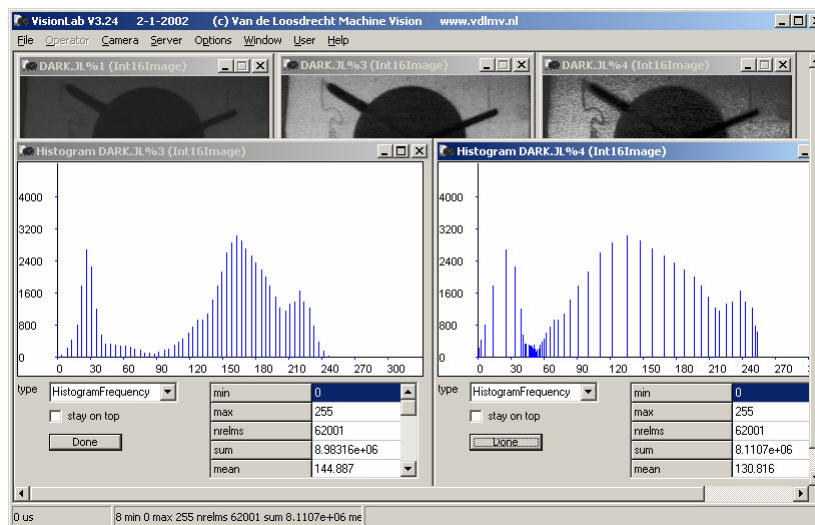 VisionLab V3.24 2-1-2002 (c) Van de Loosdrecht Machine Vision www.vdlmv.nl
File Operator Camera Server Options Window User Help
DARK.JL%1 (Int16Image) DARK.JL%3 (Int16Image) DARK.JL%4 (Int16Image)
Histogram DARK.JL%3 (Int16Image)
4000
3200
2400
1600
800
0
0 30 60 90 120 150 180 210 240 270 300
type HistogramFrequency
stay on top
Done
min 0
max 255
nrelms 62001
sum 8.98316e+06
mean 144.887
Histogram DARK.JL%4 (Int16Image)
4000
3200
2400
1600
800
0
0 30 60 90 120 150 180 210 240 270 300
type HistogramFrequency
stay on top
Done
min 0
max 255
nrelms 62001
sum 8.1107e+06
mean 130.816
0 us 8 min 0 max 255 nrelms 62001 sum 8.1107e+06 me